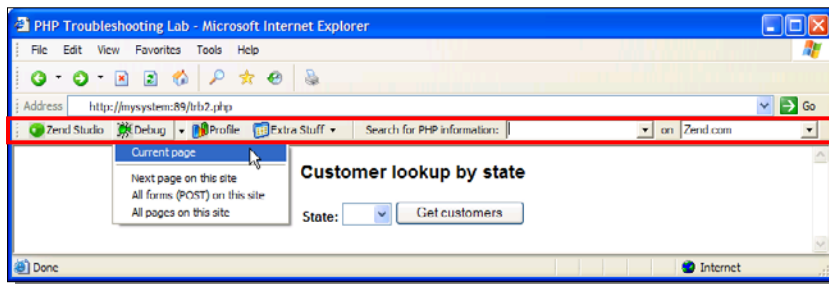 PHP Troubleshooting Lab - Microsoft Internet Explorer
File Edit View Favorites Tools Help
Address http://mysystem:89/trb2.php Go
Zend Studio Debug Profile Extra Stuff Search for PHP information: on Zend.com
Current page
Next page on this site
All forms (POST) on this site
All pages on this site
Customer lookup by state
State: Get customers
Done Internet